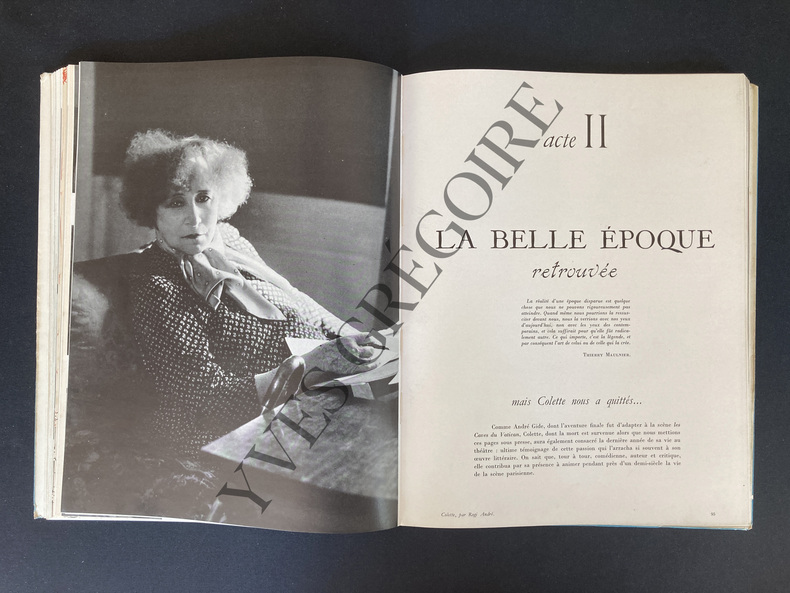 acte II
LA BELLE ÉPOQUE
retrouvée
La réalité d'une époque disparue est quelque
chose que nous ne pouvons rigoureusement pas
atteindre. Quand même nous pourrions la ressus-
citer devant nous, nous la verrions avec nos yeux
d'aujourd'hui, non avec les yeux des contem-
porains, et cela suffirait pour qu'elle fût radica-
lement autre. Ce qui importe, c'est la légende, et
par conséquent l'art de celui ou de celle qui la crée.
THIERRY MAULNIER.
mais Colette nous a quittés...
Comme André Gide, dont l'aventure finale fut d'adapter à la scène les
Caves du Vatican, Colette, dont la mort est survenue alors que nous mettions
ces pages sous presse, aura également consacré la dernière année de sa vie au
théâtre : ultime témoignage de cette passion qui l'attacha si souvent à son
œuvre littéraire. On sait que, tour à tour, comédienne, auteur et critique,
elle contribua par sa présence à animer pendant près d'un demi-siècle la vie
de la scène parisienne.
Colette, par Rogi André.
YVES GRÉGOIRE